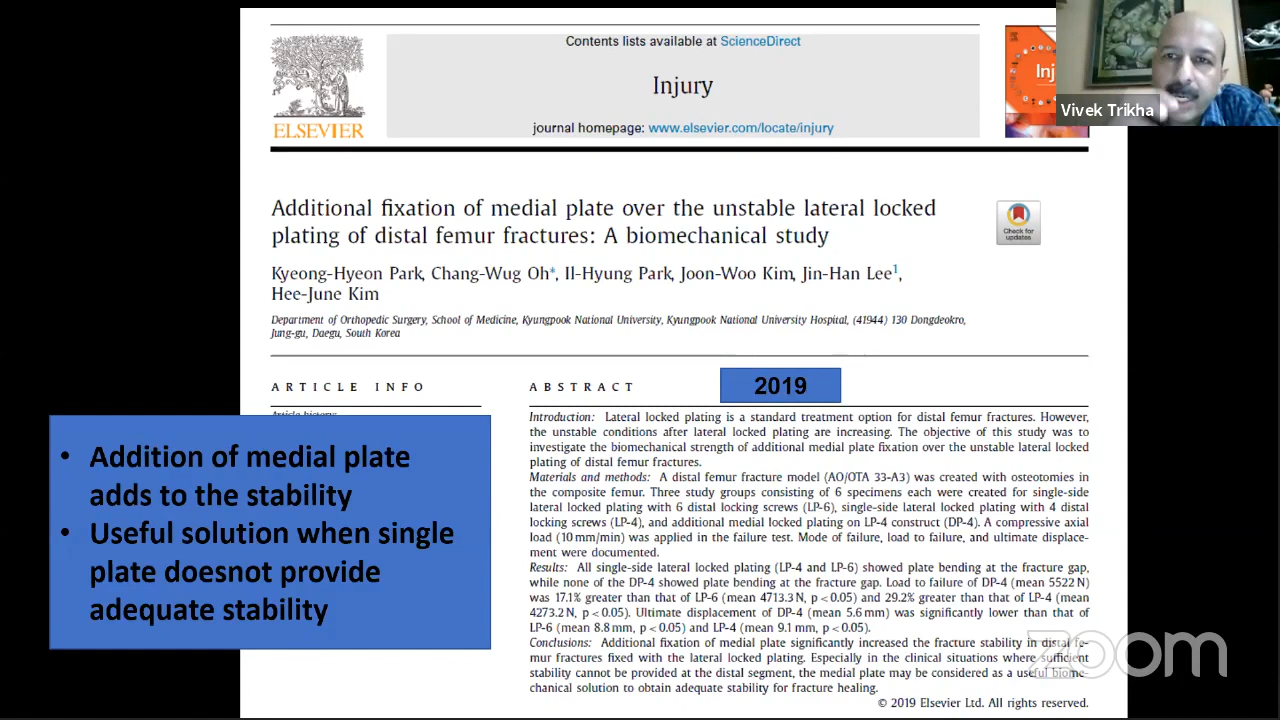 Contents lists available at ScienceDirect
Injury
journal homepage: www.elsevier.com/locate/injury
ELSEVIER
Inj
Vivek Trikha
Additional fixation of medial plate over the unstable lateral locked
plating of distal femur fractures: A biomechanical study
Check for
updates
Kyeong-Hyeon Park, Chang-Wug Oh*, Il-Hyung Park, Joon-Woo Kim, Jin-Han Lee1,
Hee-June Kim
Department of Orthopedic Surgery, School of Medicine, Kyungpook National University, Kyungpook National University Hospital, (41944) 130 Dongdeokro,
Jung-gu, Daegu, South Korea
ARTICLE INFO
Article history:
• Addition of medial plate
adds to the stability
• Useful solution when single
plate doesnot provide
adequate stability
ABSTRACT
2019
Introduction: Lateral locked plating is a standard treatment option for distal femur fractures. However,
the unstable conditions after lateral locked plating are increasing. The objective of this study was to
investigate the biomechanical strength of additional medial plate fixation over the unstable lateral locked
plating of distal femur fractures.
Materials and methods: A distal femur fracture model (AO/OTA 33-A3) was created with osteotomies in
the composite femur. Three study groups consisting of 6 specimens each were created for single-side
lateral locked plating with 6 distal locking screws (LP-6), single-side lateral locked plating with 4 distal
locking screws (LP-4), and additional medial locked plating on LP-4 construct (DP-4). A compressive axial
load (10 mm/min) was applied in the failure test. Mode of failure, load to failure, and ultimate displace-
ment were documented.
Results: All single-side lateral locked plating (LP-4 and LP-6) showed plate bending at the fracture gap,
while none of the DP-4 showed plate bending at the fracture gap. Load to failure of DP-4 (mean 5522 N)
was 17.1% greater than that of LP-6 (mean 4713.3 N, p < 0.05) and 29.2% greater than that of LP-4 (mean
4273.2 N, p < 0.05). Ultimate displacement of DP-4 (mean 5.6 mm) was significantly lower than that of
LP-6 (mean 8.8 mm, p < 0.05) and LP-4 (mean 9.1 mm, p < 0.05).
Conclusions: Additional fixation of medial plate significantly increased the fracture stability in distal fe-
mur fractures fixed with the lateral locked plating. Especially in the clinical situations where sufficient
stability cannot be provided at the distal segment, the medial plate may be considered as a useful biome-
chanical solution to obtain adequate stability for fracture healing.
© 2019 Elsevier Ltd. All rights reserved.
zoom